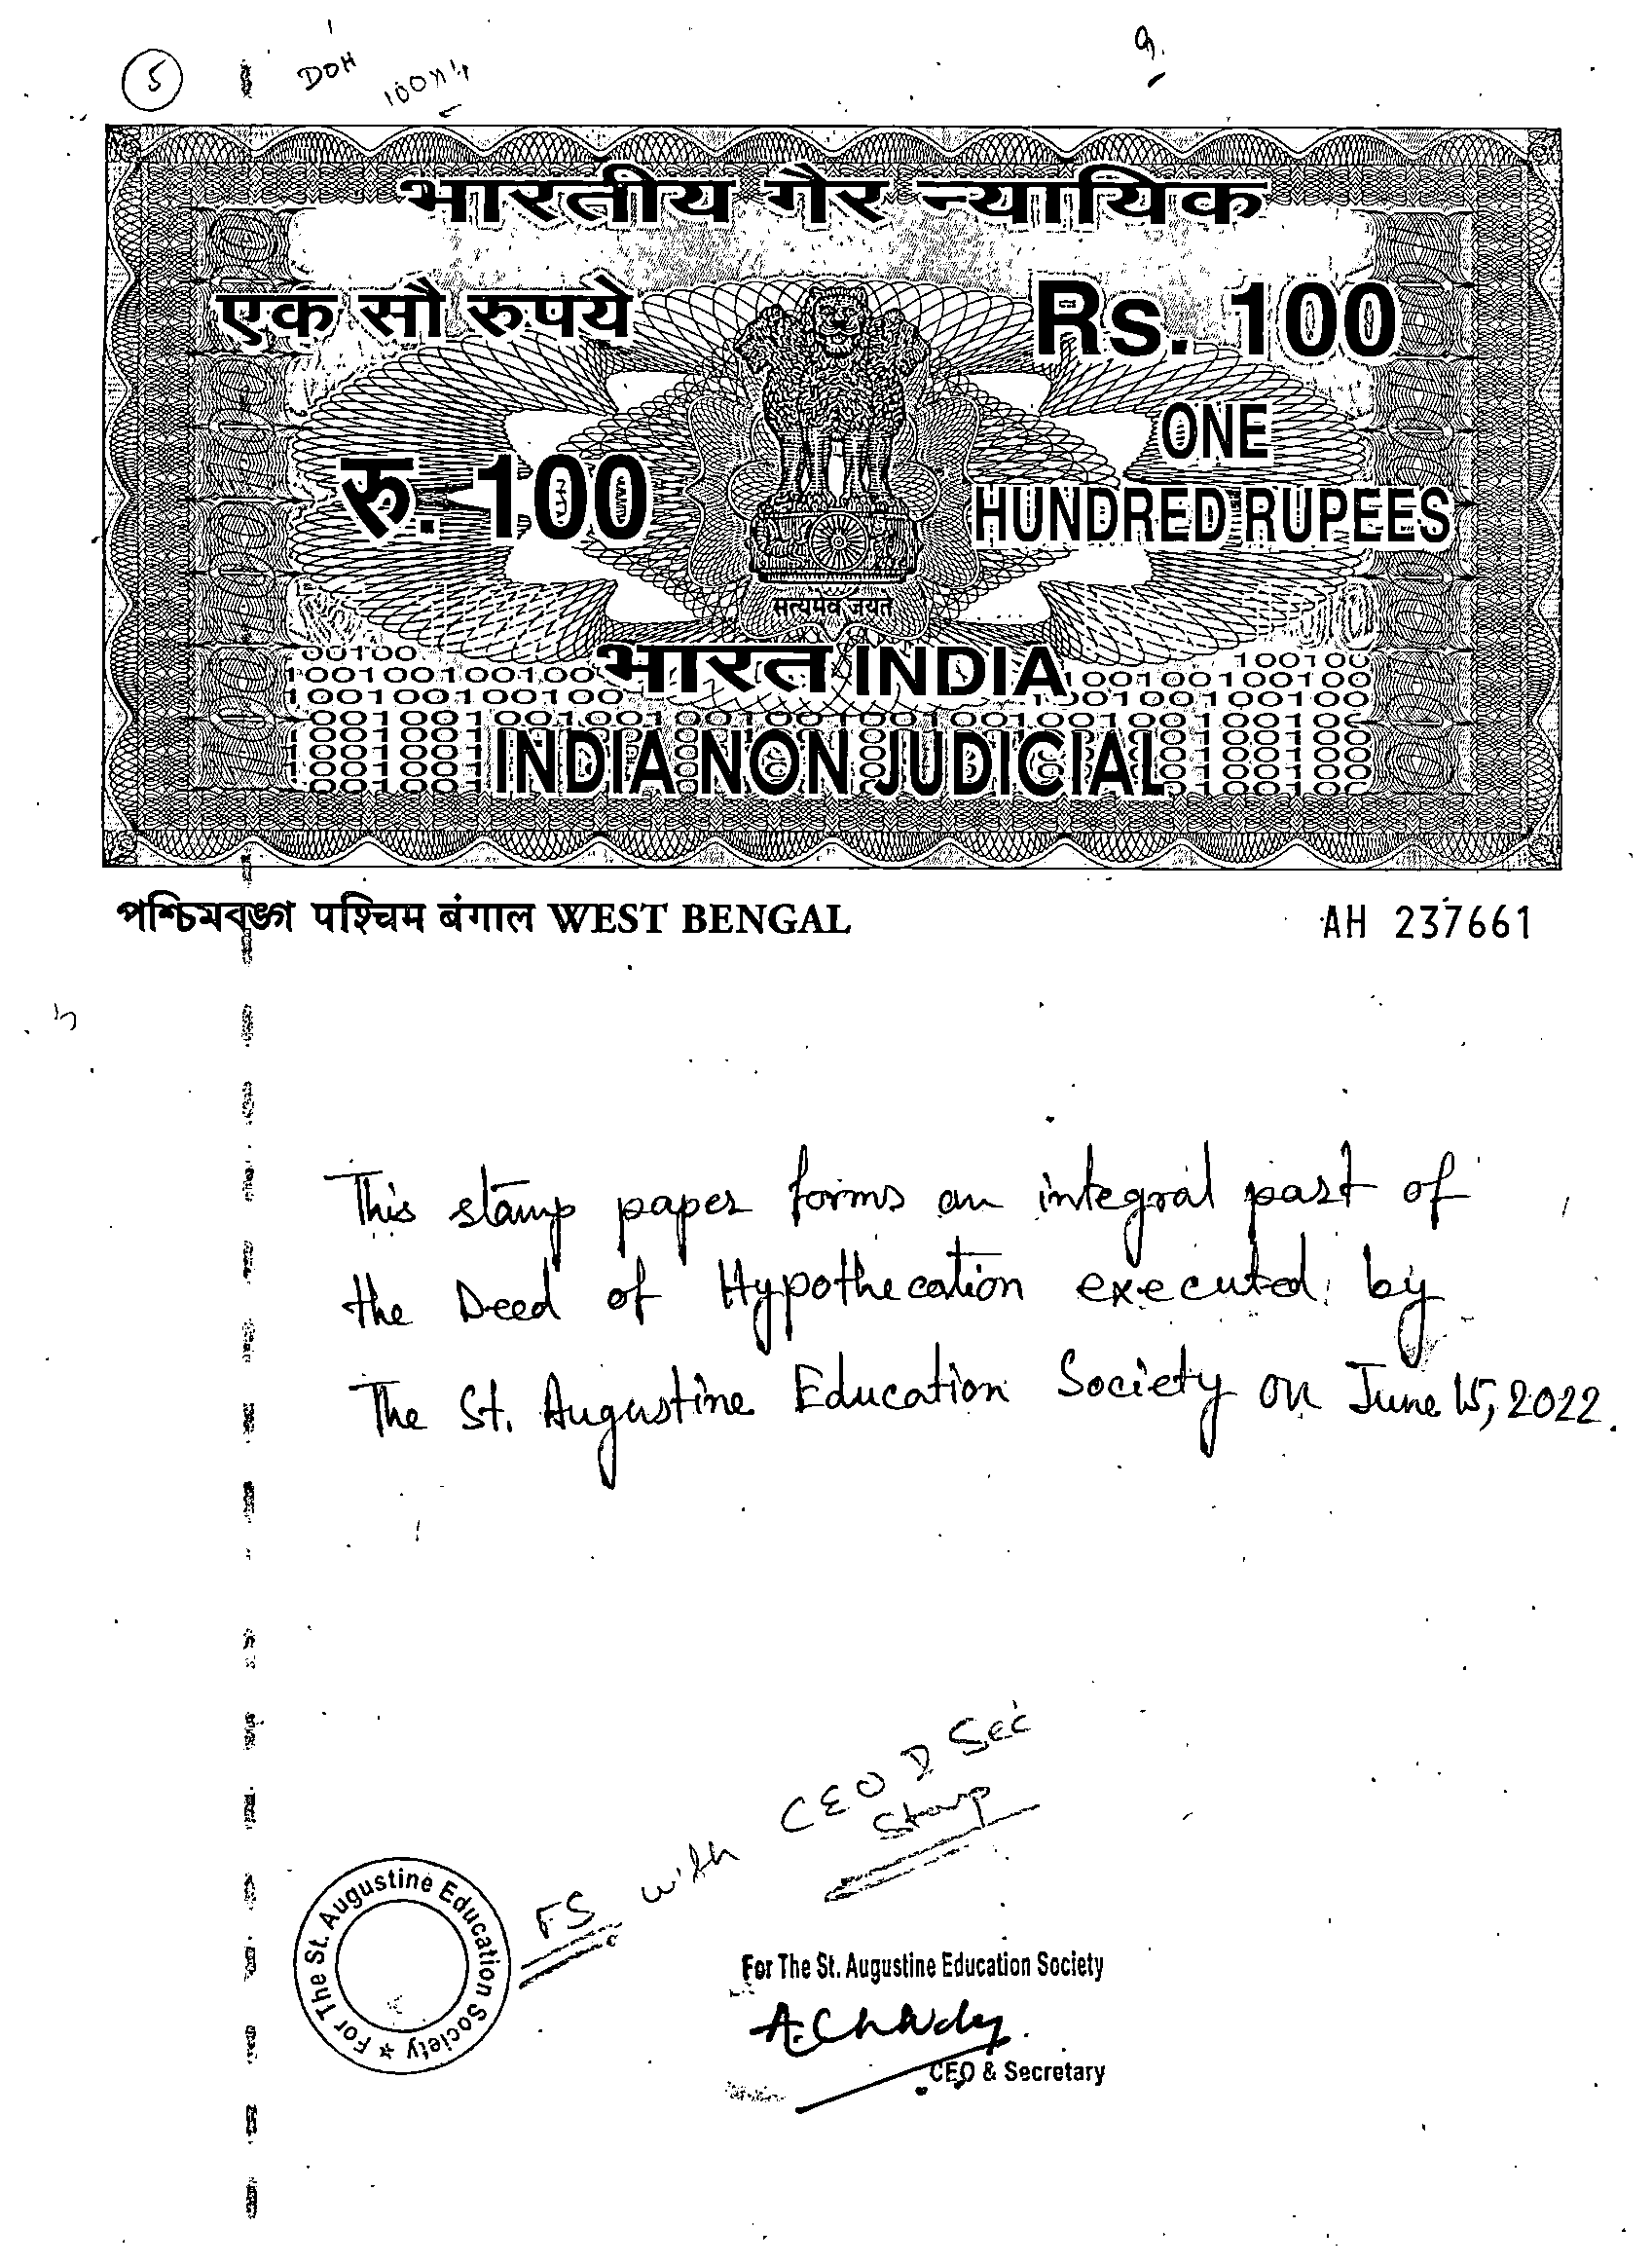 5
DOH
100x4
9.
भारतीय गैर न्यायिक
एक सौ रुपये
Rs. 100
रु. 100
ONE
HUNDRED RUPEES
सत्यमेव जयते
भारत INDIA
INDIA NON JUDICIAL
পশ্চিমবঙ্গ पश्चिम बंगाल WEST BENGAL
AH 237661
This stamp paper forms an integral part of
the Deed of Hypothecation executed by
The St. Augustine Education Society on June 15, 2022.
FS with CEO & Sec
Stamp
For The St. Augustine Education Society ★
For The St. Augustine Education Society
CEO & Secretary